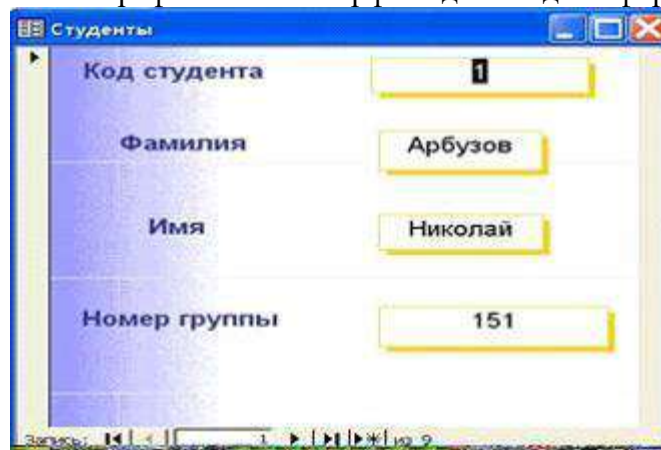 Студенты
Код студента 1
Фамилия Арбузов
Имя Николай
Номер группы 151
Запись: 1 из 9